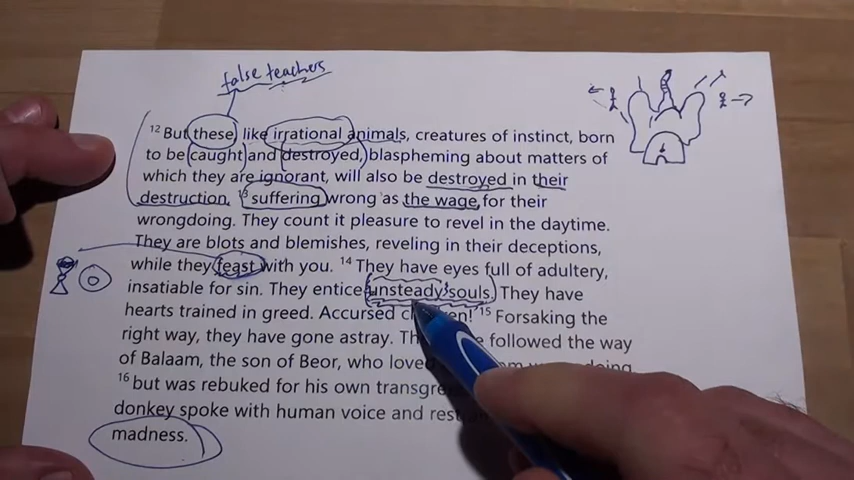 false teachers
12 But these like irrational animals, creatures of instinct, born
to be caught and destroyed, blaspheming about matters of
which they are ignorant, will also be destroyed in their
destruction, 13 suffering wrong as the wage for their
wrongdoing. They count it pleasure to revel in the daytime.
They are blots and blemishes, reveling in their deceptions,
while they feast with you. 14 They have eyes full of adultery,
insatiable for sin. They entice unsteady souls. They have
hearts trained in greed. Accursed 15 Forsaking the
right way, they have gone astray. followed the way
of Balaam, the son of Beor, who loved
16 but was rebuked for his own
donkey spoke with human voice and
madness.